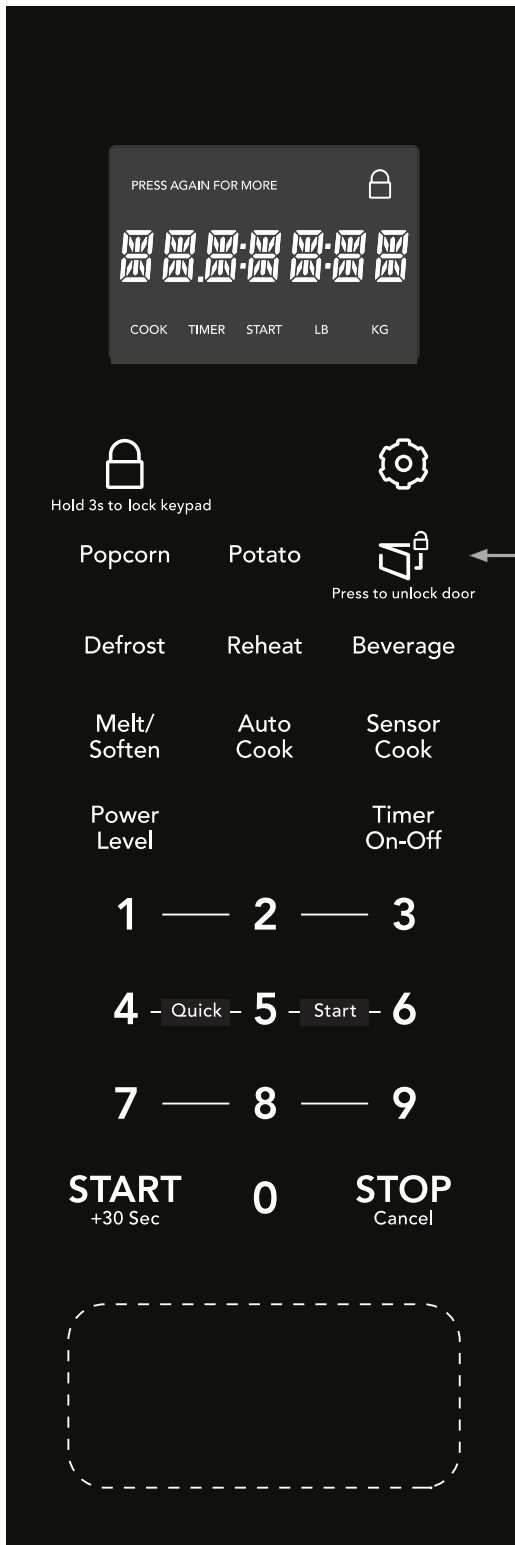 PRESS AGAIN FOR MORE
88.8:88:88
COOK TIMER START LB KG
Hold 3s to lock keypad
Popcorn Potato
Press to unlock door
Defrost Reheat Beverage
Melt/ Auto Sensor
Soften Cook Cook
Power Timer
Level On-Off
1 2 3
4 Quick 5 Start 6
7 8 9
START 0 STOP
+30 Sec Cancel